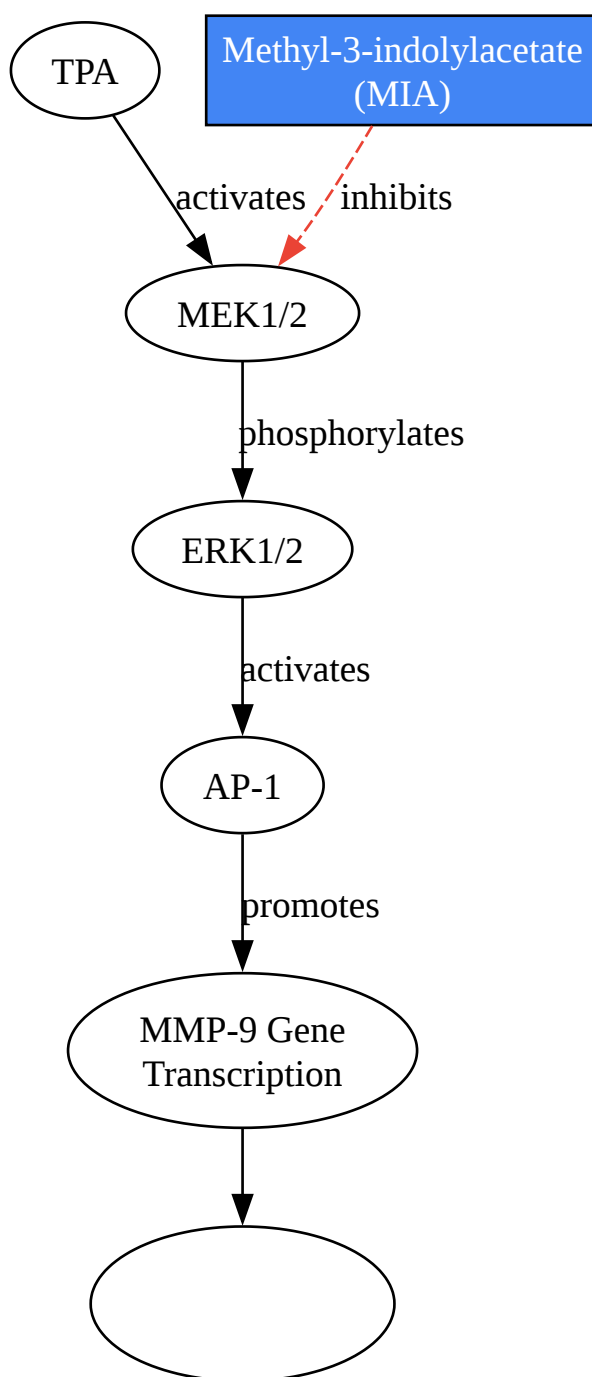 TPA
Methyl-3-indolylacetate
(MIA)
activates
inhibits
MEK1/2
phosphorylates
ERK1/2
activates
AP-1
promotes
MMP-9 Gene
Transcription